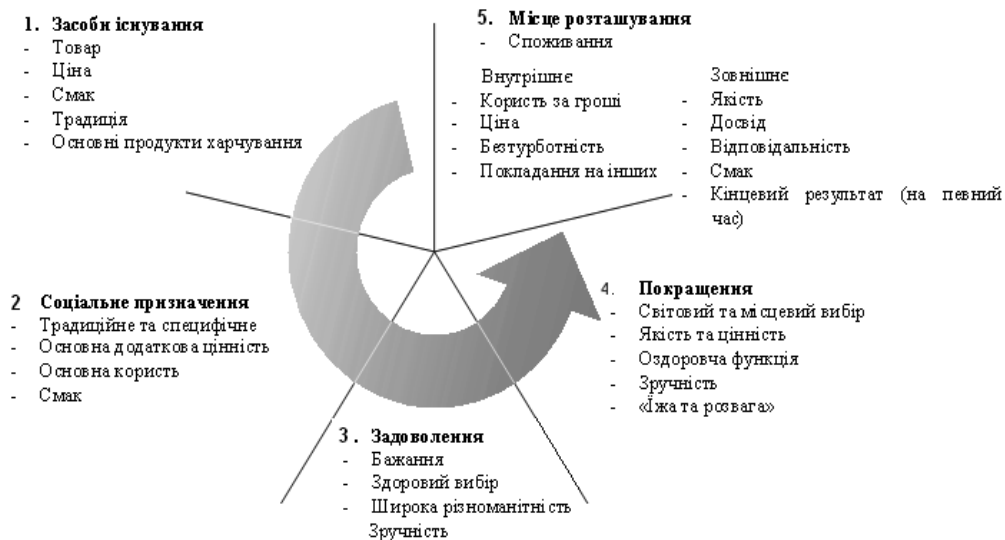 1. Засоби існування
- Товар
- Ціна
- Смак
- Традиція
- Основні продукти харчування
5. Місце розташування
- Споживання
Внутрішнє
- Користь за гроші
- Ціна
- Безтурботність
- Покладання на інших
Зовнішнє
- Якість
- Досвід
- Відповідальність
- Смак
- Кінцевий результат (на певний
час)
2 Соціальне призначення
- Традиційне та специфічне
- Основна додаткова цінність
- Основна користь
- Смак
3. Задоволення
- Бажання
- Здоровий вибір
- Широка різноманітність
Зручність
4. Покращення
- Світовий та місцевий вибір
- Якість та цінність
- Оздоровча функція
- Зручність
- «Їжа та розвага»